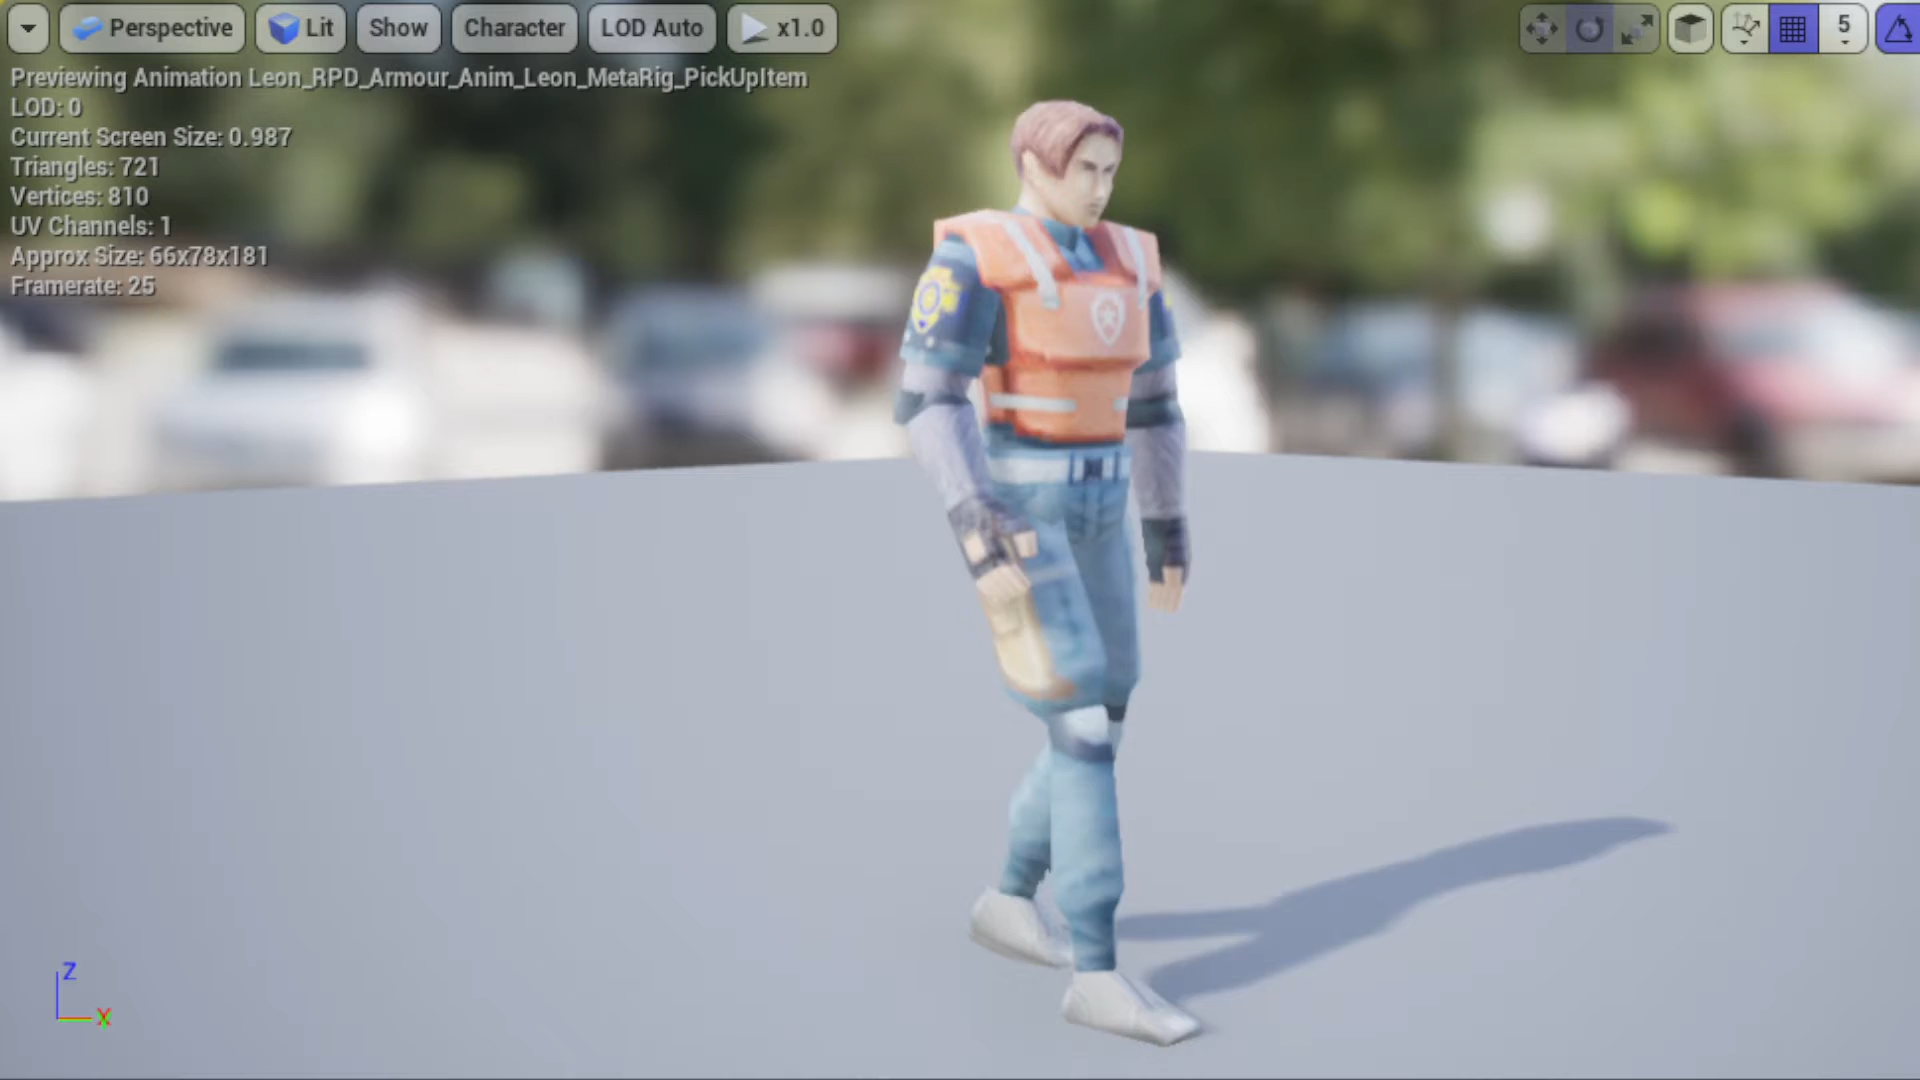 Perspective Lit Show Character LOD Auto x1.0 5
Previewing Animation Leon_RPD_Armour_Anim_Leon_MetaRig_PickUpItem
LOD: 0
Current Screen Size: 0.987
Triangles: 721
Vertices: 810
UV Channels: 1
Approx Size: 66x78x181
Framerate: 25
Z
X